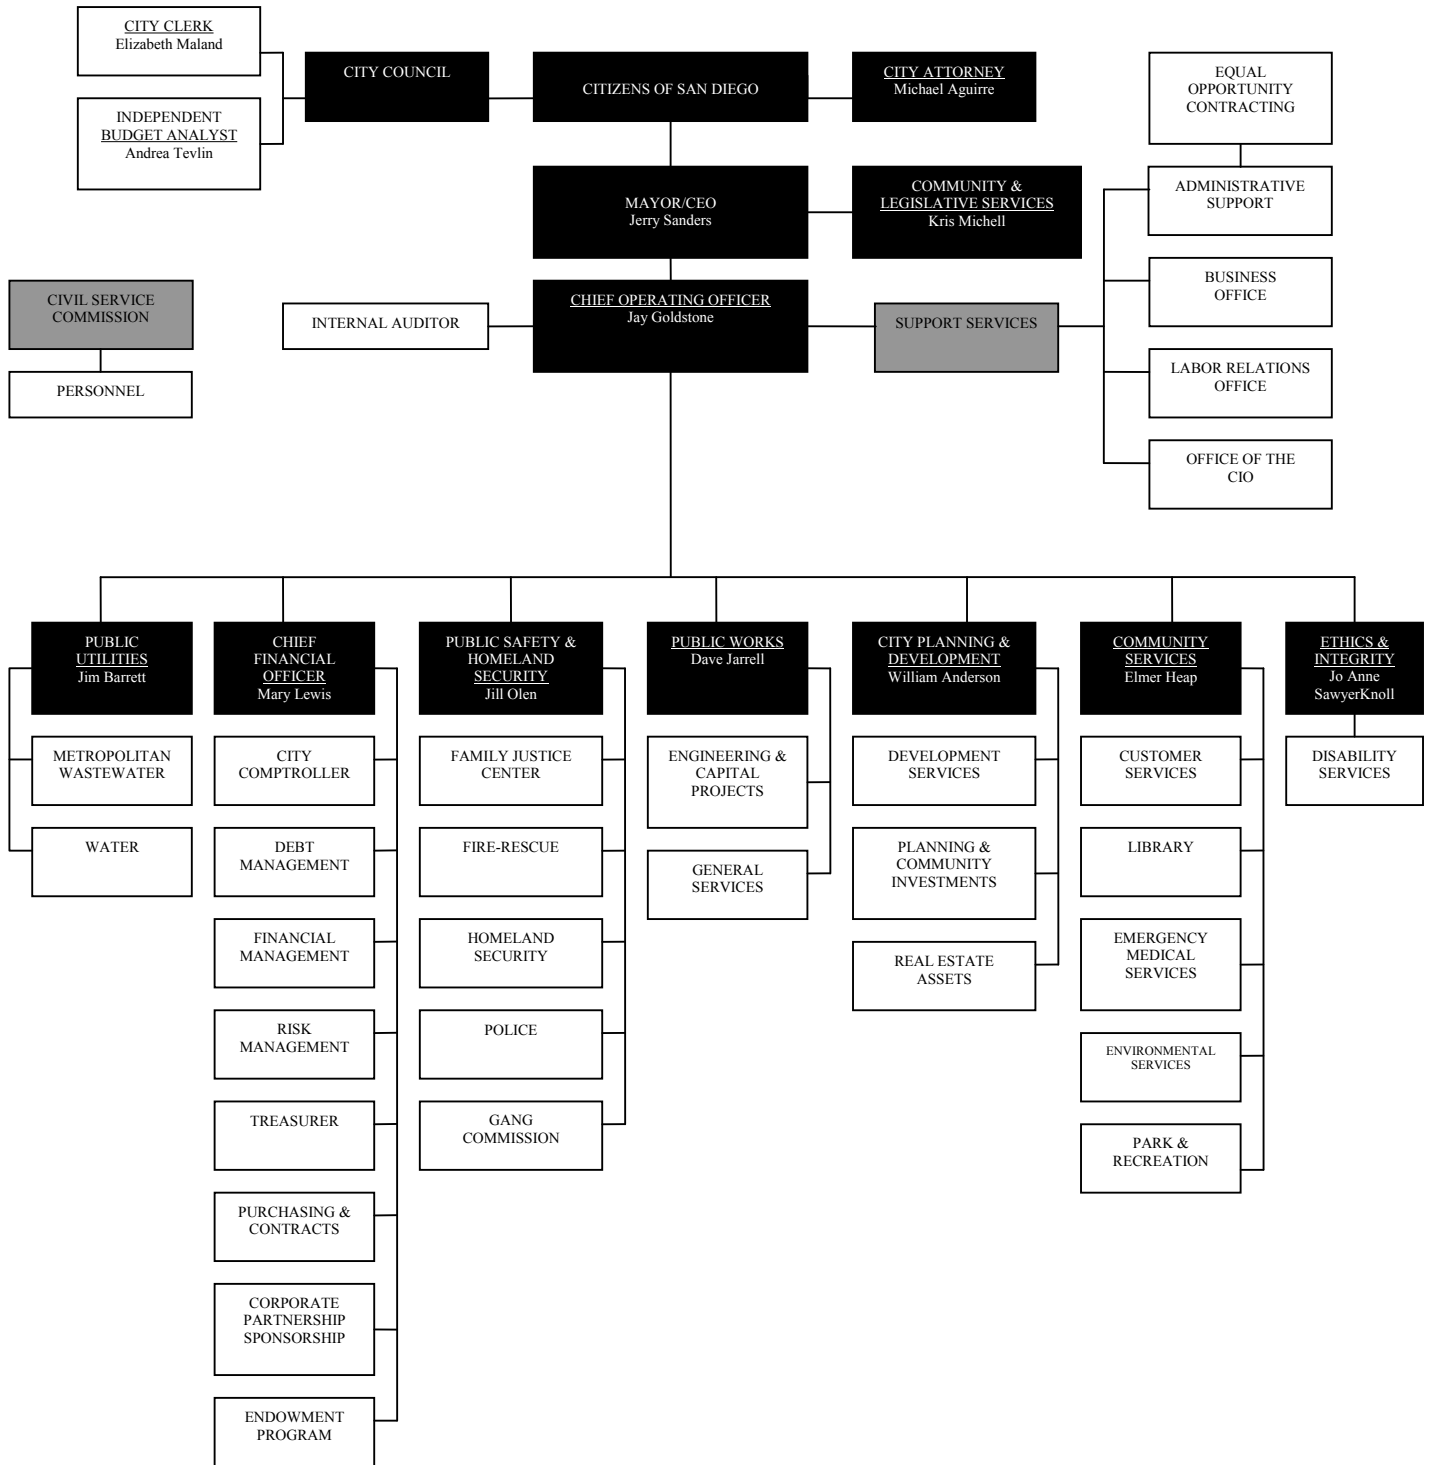 CITY CLERK
Elizabeth Maland
INDEPENDENT
BUDGET ANALYST
Andrea Tevlin
CITY COUNCIL
CITIZENS OF SAN DIEGO
CITY ATTORNEY
Michael Aguirre
EQUAL
OPPORTUNITY
CONTRACTING
MAYOR/CEO
Jerry Sanders
COMMUNITY &
LEGISLATIVE SERVICES
Kris Michell
ADMINISTRATIVE
SUPPORT
BUSINESS
OFFICE
LABOR RELATIONS
OFFICE
OFFICE OF THE
CIO
CIVIL SERVICE
COMMISSION
PERSONNEL
INTERNAL AUDITOR
CHIEF OPERATING OFFICER
Jay Goldstone
SUPPORT SERVICES
PUBLIC
UTILITIES
Jim Barrett
METROPOLITAN
WASTEWATER
WATER
CHIEF
FINANCIAL
OFFICER
Mary Lewis
CITY
COMPTROLLER
DEBT
MANAGEMENT
FINANCIAL
MANAGEMENT
RISK
MANAGEMENT
TREASURER
PURCHASING &
CONTRACTS
CORPORATE
PARTNERSHIP
SPONSORSHIP
ENDOWMENT
PROGRAM
PUBLIC SAFETY &
HOMELAND
SECURITY
Jill Olen
FAMILY JUSTICE
CENTER
FIRE-RESCUE
HOMELAND
SECURITY
POLICE
GANG
COMMISSION
PUBLIC WORKS
Dave Jarrell
ENGINEERING &
CAPITAL
PROJECTS
GENERAL
SERVICES
CITY PLANNING &
DEVELOPMENT
William Anderson
DEVELOPMENT
SERVICES
PLANNING &
COMMUNITY
INVESTMENTS
REAL ESTATE
ASSETS
COMMUNITY
SERVICES
Elmer Heap
CUSTOMER
SERVICES
LIBRARY
EMERGENCY
MEDICAL
SERVICES
ENVIRONMENTAL
SERVICES
PARK &
RECREATION
ETHICS &
INTEGRITY
Jo Anne
SawyerKnoll
DISABILITY
SERVICES